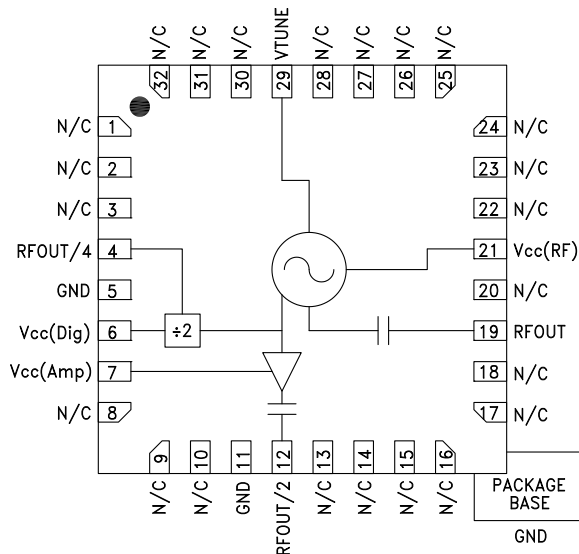 N/C N/C N/C VTUNE N/C N/C N/C N/C
32 31 30 29 28 27 26 25
N/C 1
N/C 2
N/C 3
RFOUT/4 4
GND 5
Vcc(Dig) 6
Vcc(Amp) 7
N/C 8
÷2
24 N/C
23 N/C
22 N/C
21 Vcc(RF)
20 N/C
19 RFOUT
18 N/C
17 N/C
9 10 11 12 13 14 15 16
N/C N/C GND RFOUT/2 N/C N/C N/C N/C
PACKAGE
BASE
GND